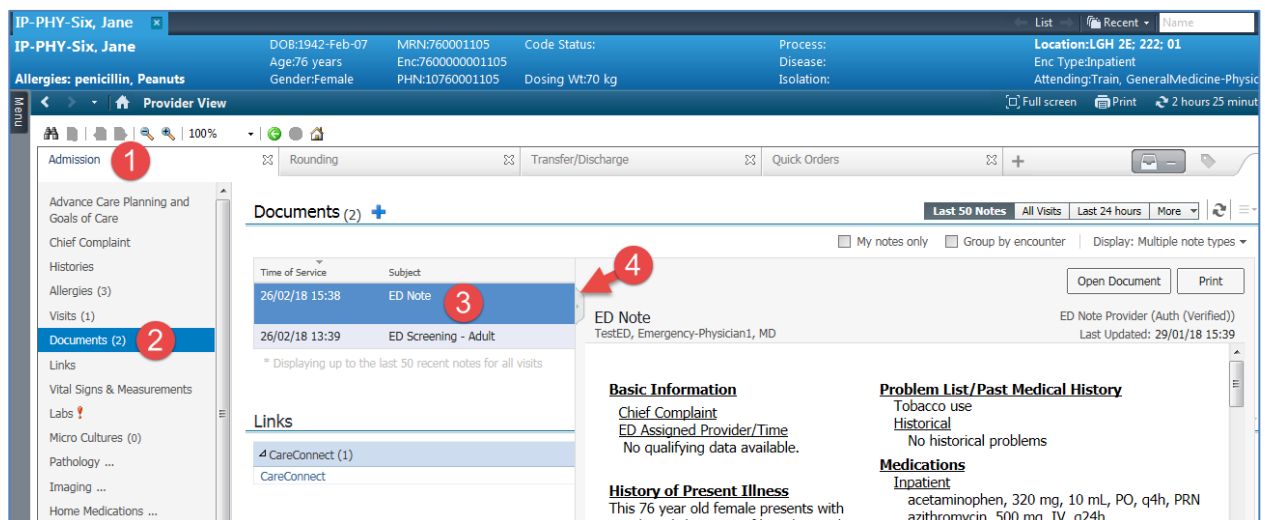 IP-PHY-Six, Jane
List
Recent
Name
IP-PHY-Six, Jane
DOB:1942-Feb-07
MRN:760001105
Code Status:
Process:
Location:LGH 2E; 222; 01
Age:76 years
Enc:7600000001105
Disease:
Enc Type:Inpatient
Allergies: penicillin, Peanuts
Gender:Female
PHN:10760001105
Dosing Wt:70 kg
Isolation:
Attending:Train, GeneralMedicine-Physic
Menu
Provider View
Full screen
Print
2 hours 25 minut
100%
Admission
1
Rounding
Transfer/Discharge
Quick Orders
Advance Care Planning and
Goals of Care
Chief Complaint
Histories
Allergies (3)
Visits (1)
Documents (2)
2
Links
Vital Signs & Measurements
Labs
Micro Cultures (0)
Pathology ...
Imaging ...
Home Medications ...
Documents (2)
Last 50 Notes
All Visits
Last 24 hours
More
My notes only
Group by encounter
Display: Multiple note types
Time of Service
Subject
4
26/02/18 15:38
ED Note
3
26/02/18 13:39
ED Screening - Adult
* Displaying up to the last 50 recent notes for all visits
Links
CareConnect (1)
CareConnect
Open Document
Print
ED Note
ED Note Provider (Auth (Verified))
TestED, Emergency-Physician1, MD
Last Updated: 29/01/18 15:39
Basic Information
Chief Complaint
ED Assigned Provider/Time
No qualifying data available.
History of Present Illness
This 76 year old female presents with
Problem List/Past Medical History
Tobacco use
Historical
No historical problems
Medications
Inpatient
acetaminophen, 320 mg, 10 mL, PO, q4h, PRN
azithromycin, 500 mg, IV, q24h